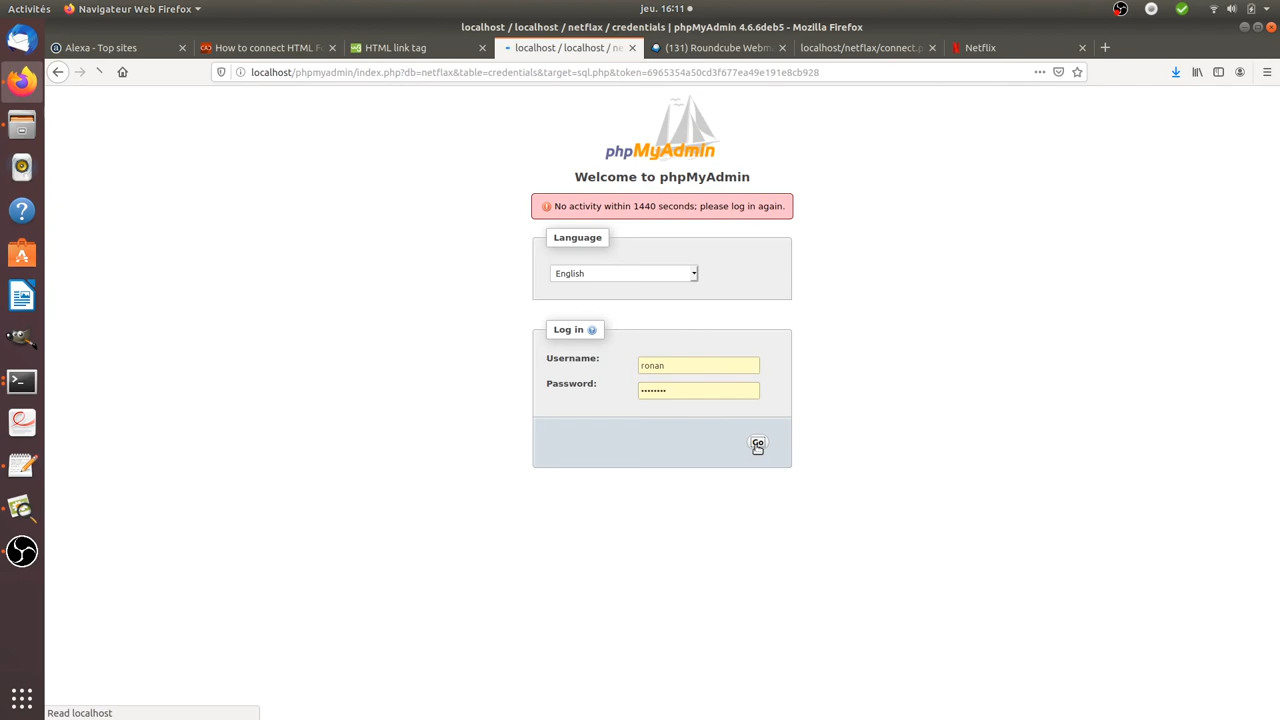 Activités
Navigateur Web Firefox
jeu. 16:11
localhost / localhost / netflax / credentials | phpMyAdmin 4.6.6deb5 - Mozilla Firefox
Alexa - Top sites
How to connect HTML F
HTML link tag
localhost / localhost / ne
(131) Roundcube Webm
localhost/netflax/connect.p
Netflix
localhost/phpmyadmin/index.php?db=netflax&table=credentials&target=sql.php&token=6965354a50cd3f677ea49e191e8cb928
phpMyAdmin
Welcome to phpMyAdmin
No activity within 1440 seconds; please log in again.
Language
English
Log in
Username:
ronan
Password:
••••••••
Go
Read localhost